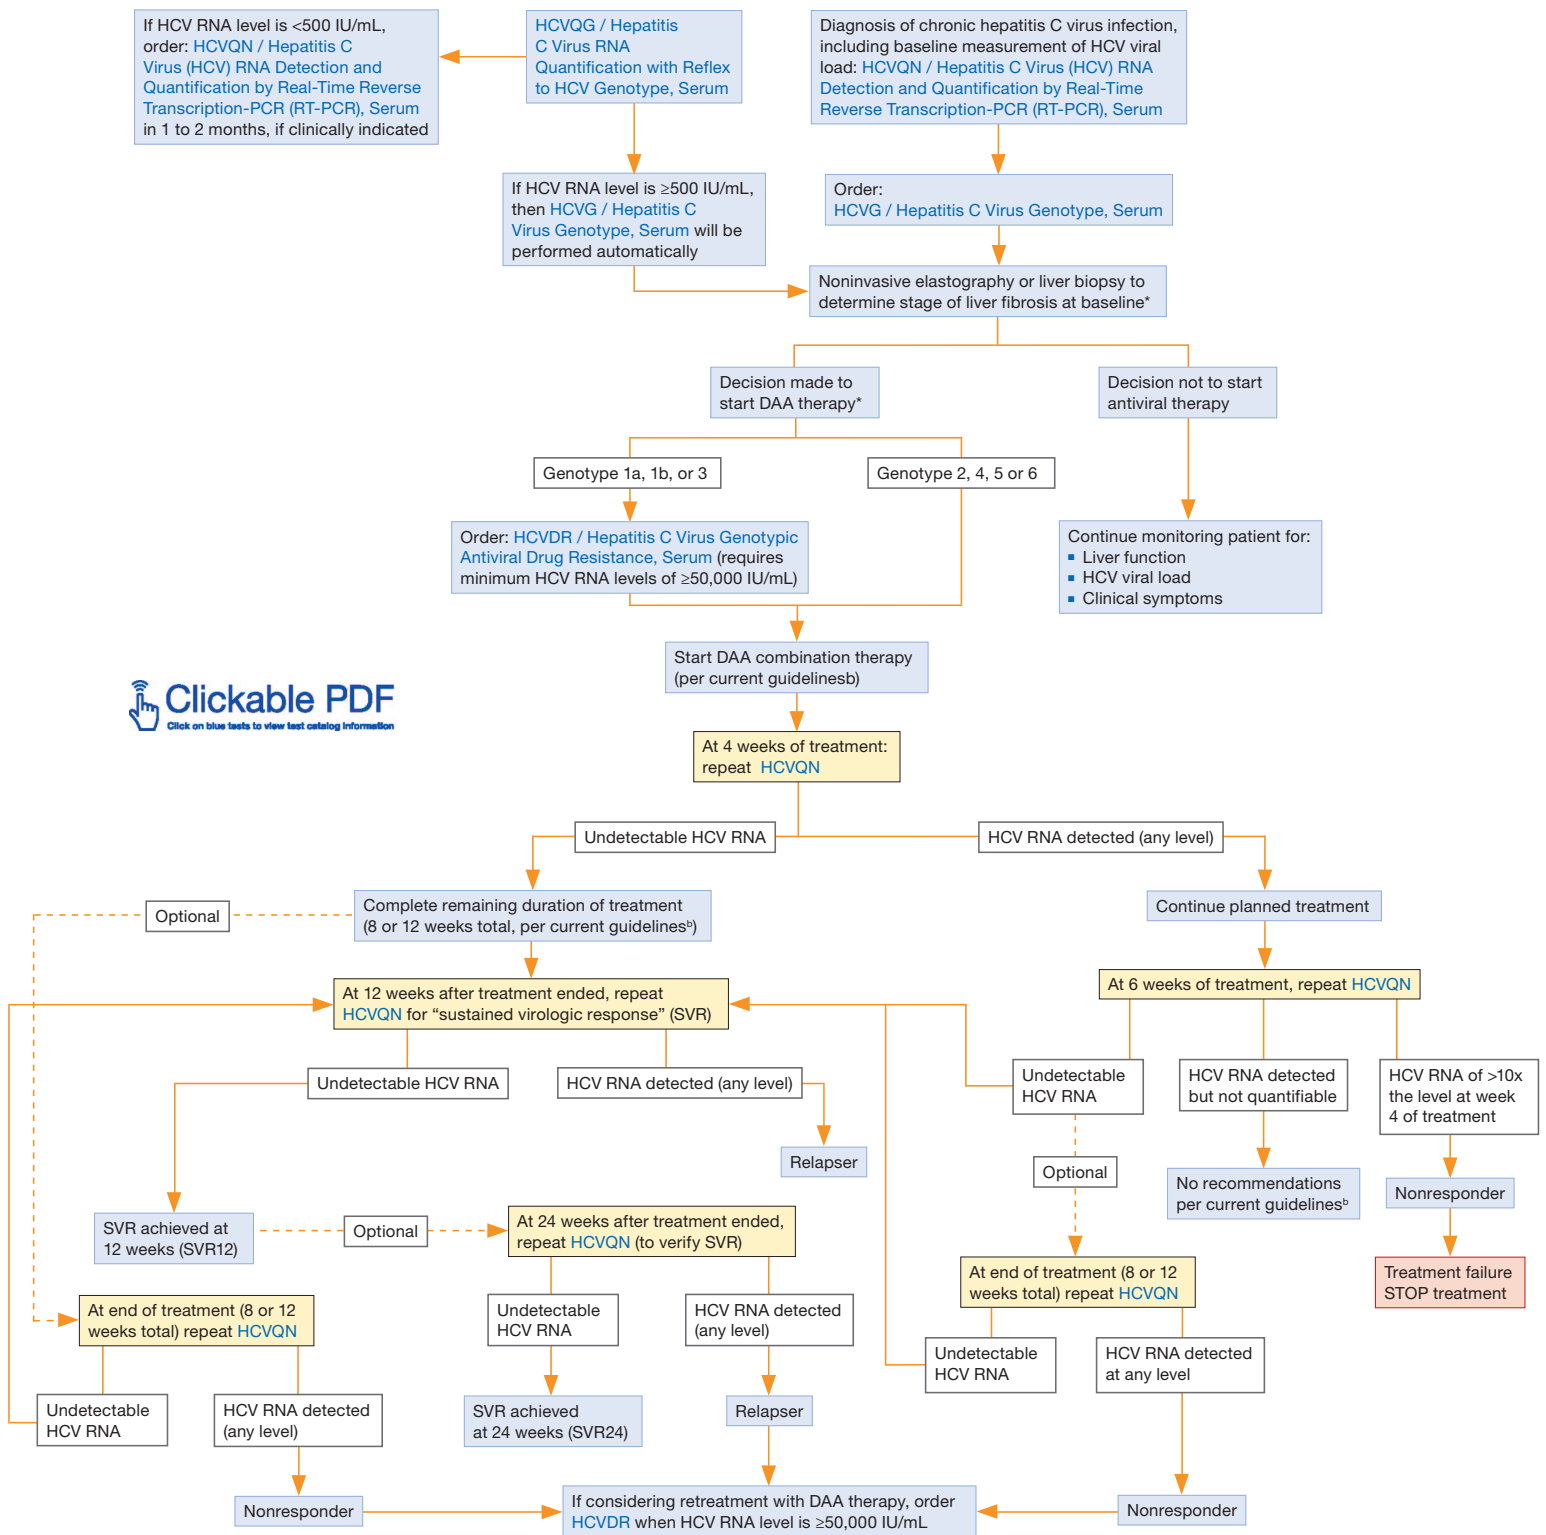 If HCV RNA level is <500 IU/mL,
order: HCVQN / Hepatitis C
Virus (HCV) RNA Detection and
Quantification by Real-Time Reverse
Transcription-PCR (RT-PCR), Serum
in 1 to 2 months, if clinically indicated
HCVQG / Hepatitis
C Virus RNA
Quantification with Reflex
to HCV Genotype, Serum
Diagnosis of chronic hepatitis C virus infection,
including baseline measurement of HCV viral
load: HCVQN / Hepatitis C Virus (HCV) RNA
Detection and Quantification by Real-Time
Reverse Transcription-PCR (RT-PCR), Serum
If HCV RNA level is ≥500 IU/mL,
then HCVG / Hepatitis C
Virus Genotype, Serum will be
performed automatically
Order:
HCVG / Hepatitis C Virus Genotype, Serum
Noninvasive elastography or liver biopsy to
determine stage of liver fibrosis at baseline*
Decision made to
start DAA therapy*
Decision not to start
antiviral therapy
Genotype 1a, 1b, or 3
Genotype 2, 4, 5 or 6
Order: HCVDR / Hepatitis C Virus Genotypic
Antiviral Drug Resistance, Serum (requires
minimum HCV RNA levels of ≥50,000 IU/mL)
Continue monitoring patient for:
▪ Liver function
▪ HCV viral load
▪ Clinical symptoms
Start DAA combination therapy
(per current guidelinesb)
Clickable PDF
Click on blue tests to view test catalog information
At 4 weeks of treatment:
repeat HCVQN
Undetectable HCV RNA
HCV RNA detected (any level)
Optional
Complete remaining duration of treatment
(8 or 12 weeks total, per current guidelinesᵇ)
Continue planned treatment
At 12 weeks after treatment ended, repeat
HCVQN for “sustained virologic response” (SVR)
At 6 weeks of treatment, repeat HCVQN
Undetectable HCV RNA
HCV RNA detected (any level)
Undetectable
HCV RNA
HCV RNA detected
but not quantifiable
HCV RNA of >10x
the level at week
4 of treatment
Relapser
Optional
No recommendations
per current guidelinesᵇ
Nonresponder
SVR achieved at
12 weeks (SVR12)
Optional
At 24 weeks after treatment ended,
repeat HCVQN (to verify SVR)
At end of treatment (8 or 12
weeks total) repeat HCVQN
Treatment failure
STOP treatment
At end of treatment (8 or 12
weeks total) repeat HCVQN
Undetectable
HCV RNA
HCV RNA detected
(any level)
Undetectable
HCV RNA
HCV RNA detected
at any level
Undetectable
HCV RNA
HCV RNA detected
(any level)
SVR achieved
at 24 weeks (SVR24)
Relapser
Nonresponder
If considering retreatment with DAA therapy, order
HCVDR when HCV RNA level is ≥50,000 IU/mL
Nonresponder